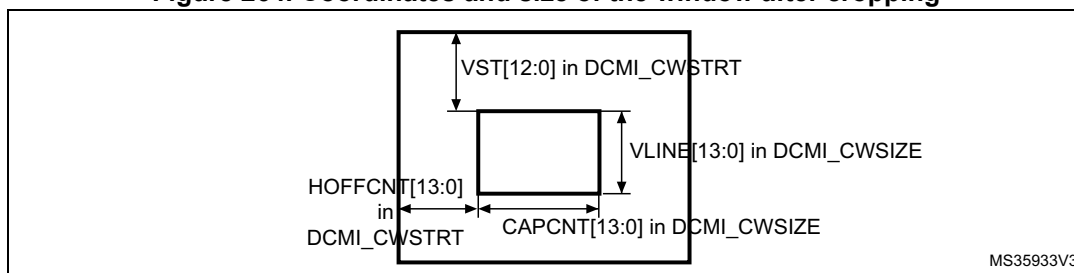 Figure Coordinates and size of the window after cropping
VST[12:0] in DCMI_CWSTRT
VLINE[13:0] in DCMI_CWSIZE
HOFFCNT[13:0]
in
DCMI_CWSTRT
CAPCNT[13:0] in DCMI_CWSIZE
MS35933V3